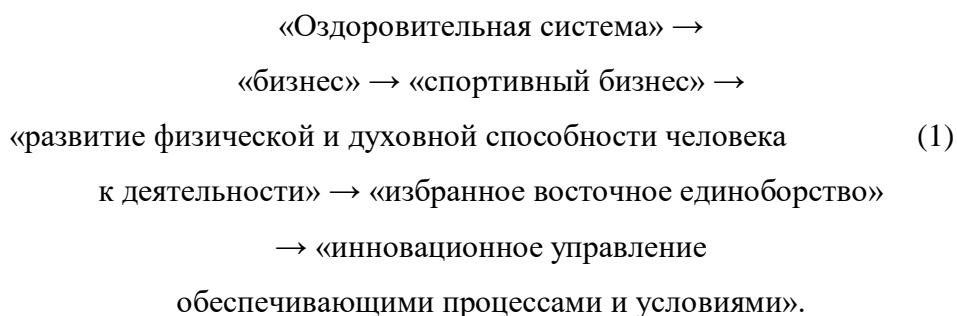 «Оздоровительная система» →
«бизнес» → «спортивный бизнес» →
«развитие физической и духовной способности человека (1)
к деятельности» → «избранное восточное единоборство»
→ «инновационное управление
обеспечивающими процессами и условиями».